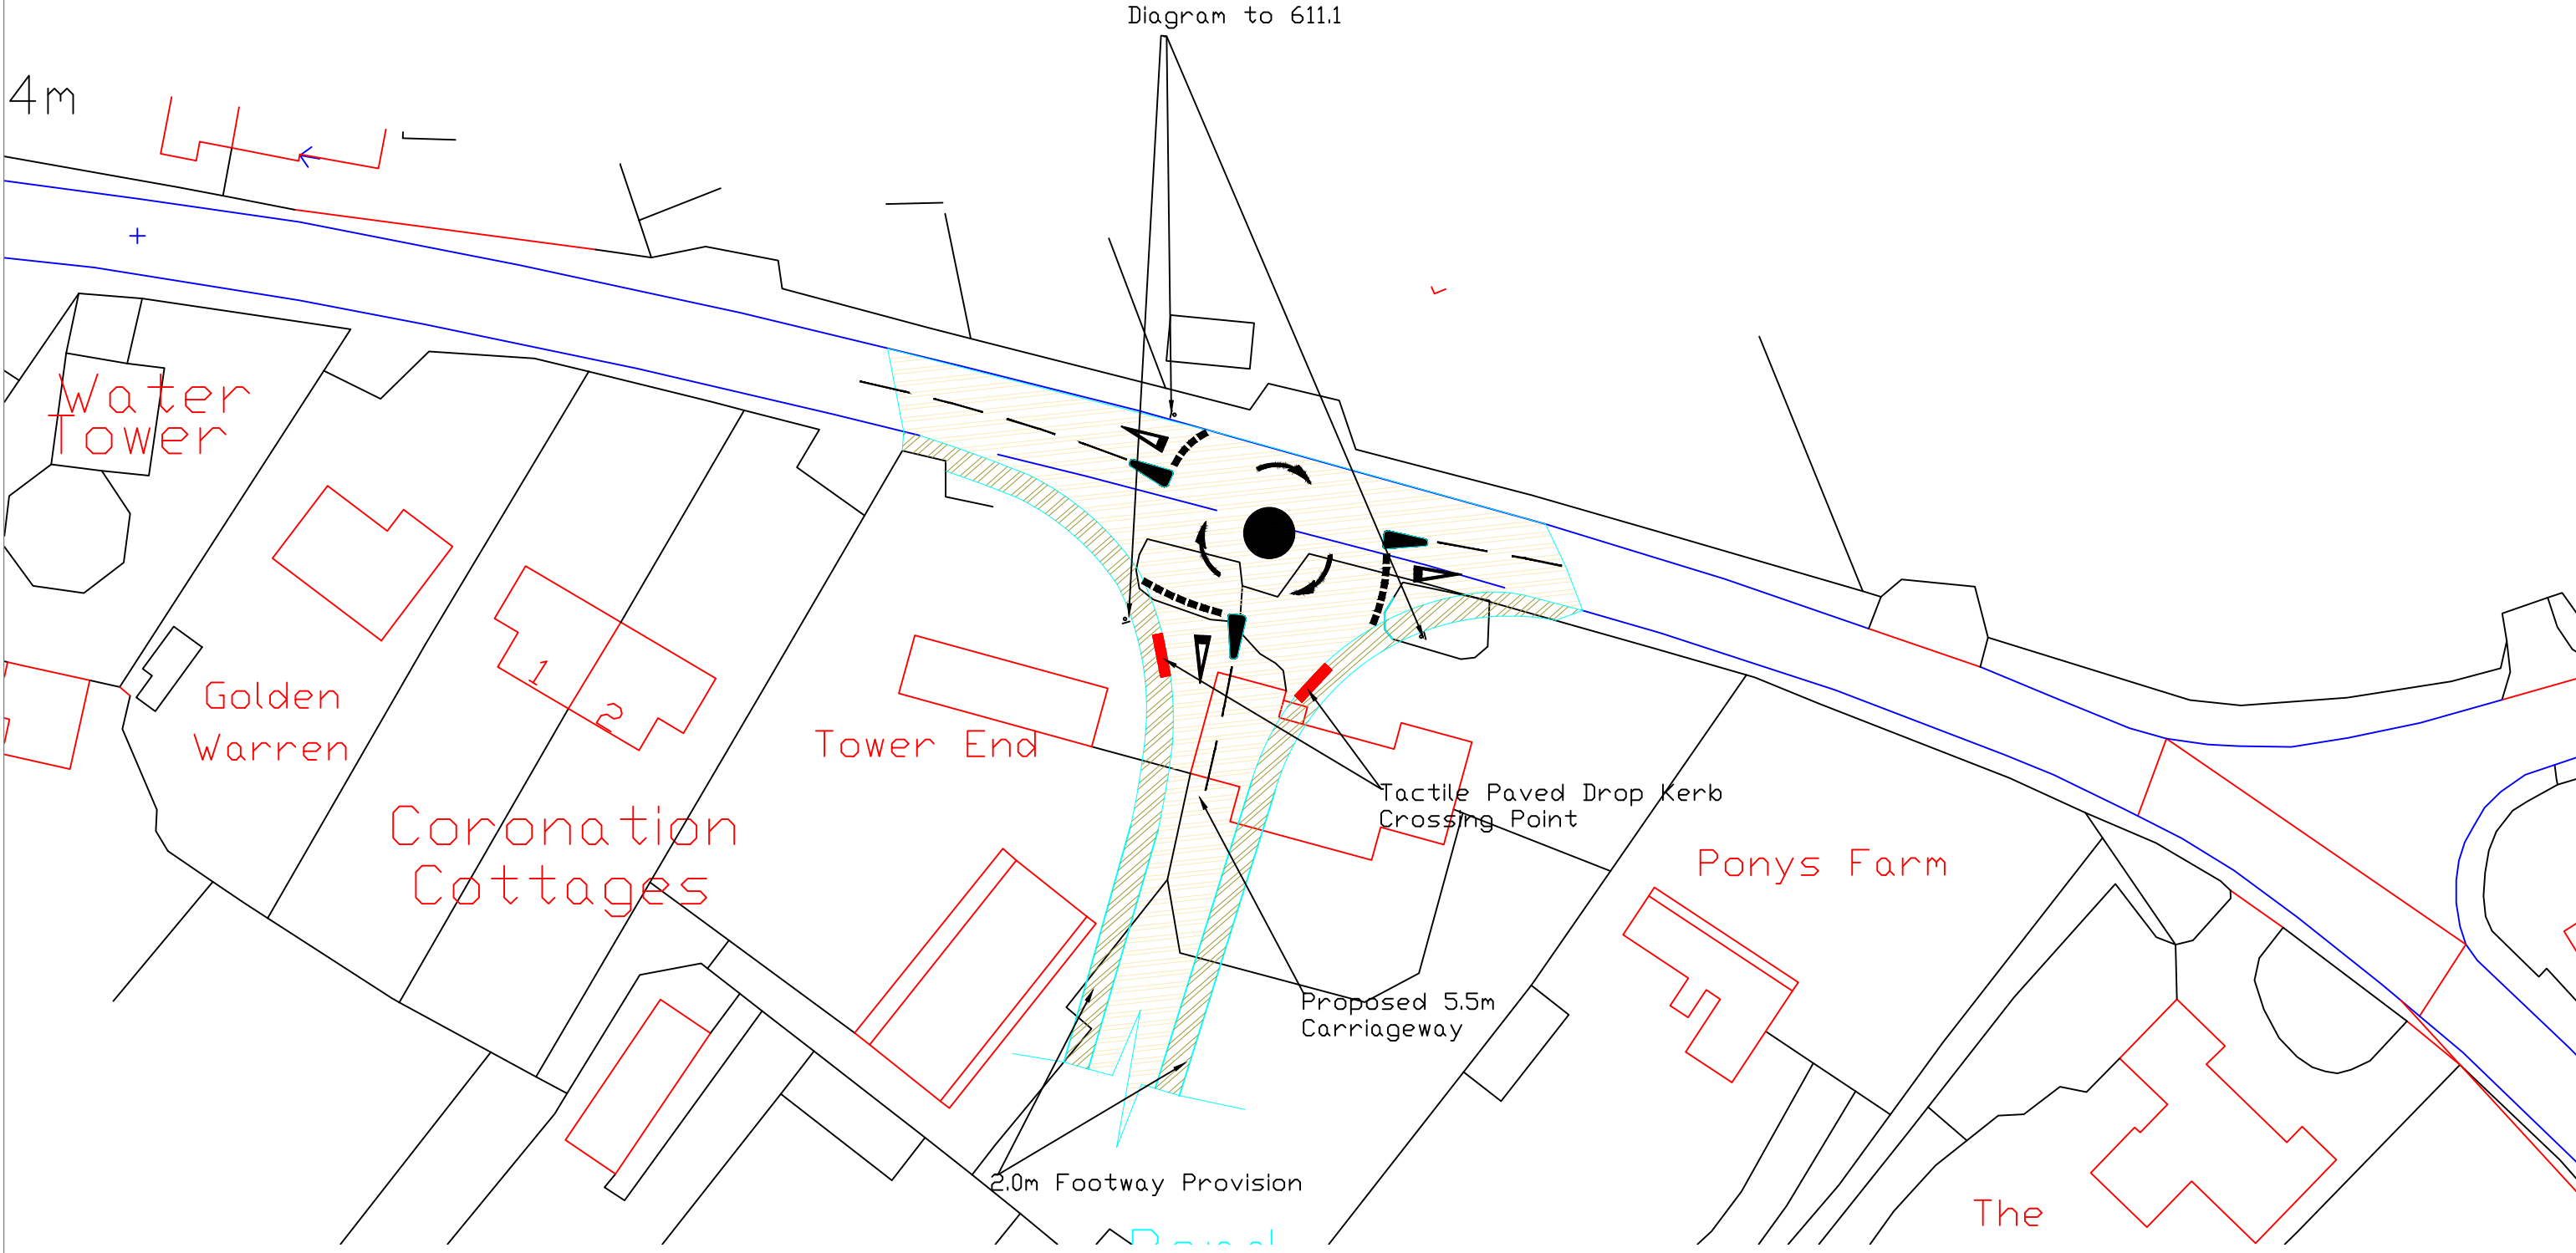 Diagram to 611.1
4m
Water
Tower
Golden
Warren
1
2
Coronation
Cottages
Tower End
Tactile Paved Drop Kerb
Crossing Point
Ponys Farm
Proposed 5.5m
Carriageway
2.0m Footway Provision
The